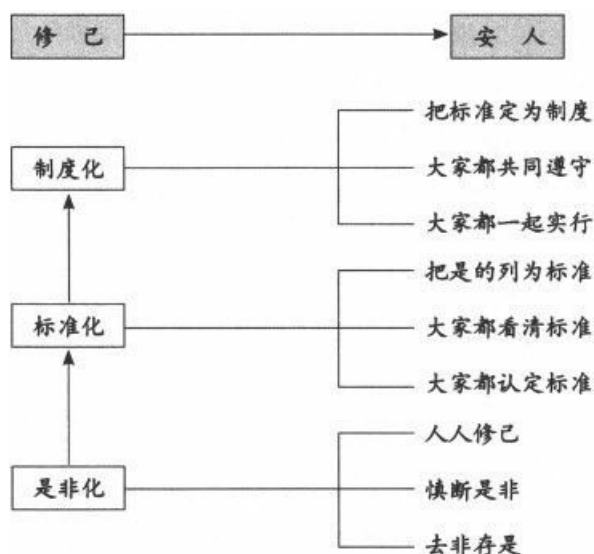 修 己
安 人
制度化
把标准定为制度
大家都共同遵守
大家都一起实行
标准化
把是的列为标准
大家都看清标准
大家都认定标准
是非化
人人修己
慎断是非
去非存是